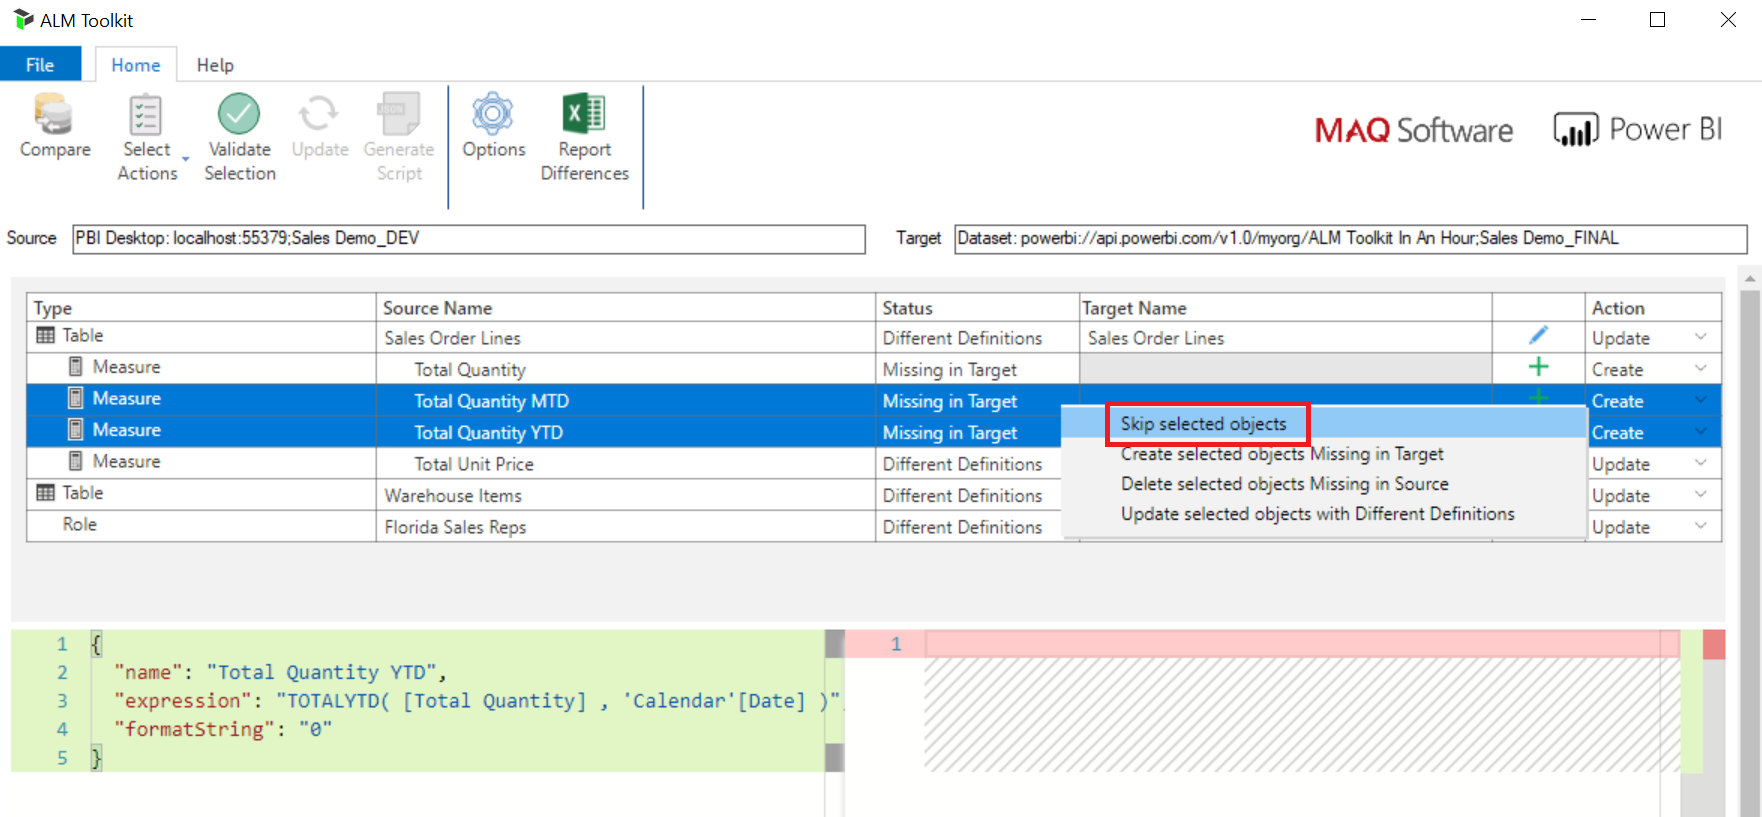 ALM Toolkit
File Home Help
Compare Select Actions Validate Selection Update Generate Script Options Report Differences
JSON
MAQ Software Power BI
Source PBI Desktop: localhost:55379;Sales Demo_DEV Target Dataset: powerbi://api.powerbi.com/v1.0/myorg/ALM Toolkit In An Hour;Sales Demo_FINAL
Type Source Name Status Target Name Action
Table Sales Order Lines Different Definitions Sales Order Lines Update
Measure Total Quantity Missing in Target Create
Measure Total Quantity MTD Missing in Target Create
Measure Total Quantity YTD Missing in Target Create
Measure Total Unit Price Different Definitions Update
Table Warehouse Items Different Definitions Update
Role Florida Sales Reps Different Definitions Update
Skip selected objects
Create selected objects Missing in Target
Delete selected objects Missing in Source
Update selected objects with Different Definitions
1 {
2 "name": "Total Quantity YTD",
3 "expression": "TOTALYTD( [Total Quantity] , 'Calendar'[Date] )",
4 "formatString": "0"
5 }
1